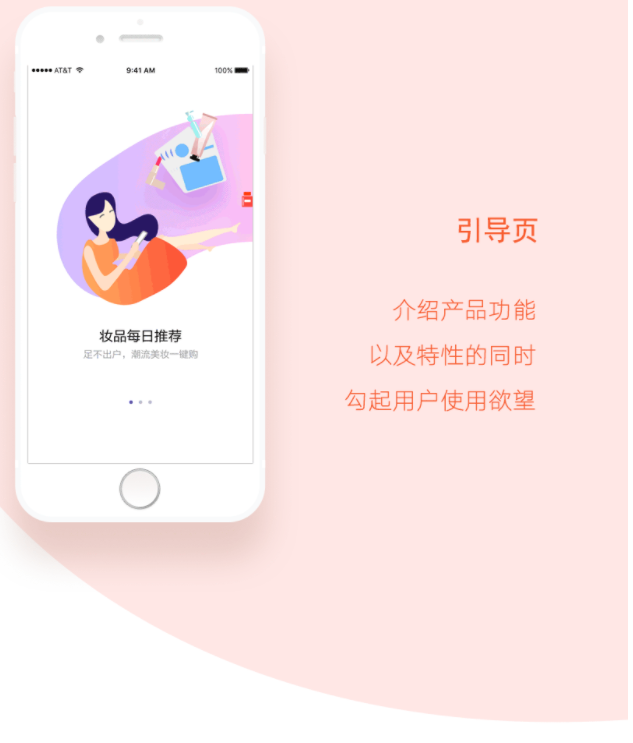 AT&T
9:41 AM
100%
妆品每日推荐
足不出户，潮流美妆一键购
引导页
介绍产品功能
以及特性的同时
勾起用户使用欲望